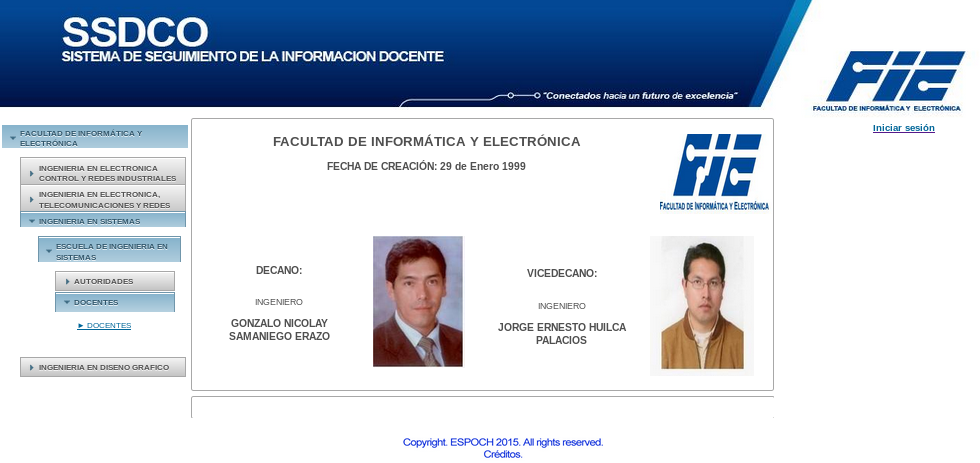 SSDCO
SISTEMA DE SEGUIMIENTO DE LA INFORMACION DOCENTE
"Conectados hacia un futuro de excelencia"
FIE
FACULTAD DE INFORMÁTICA Y ELECTRÓNICA
Iniciar sesión
FACULTAD DE INFORMÁTICA Y
ELECTRÓNICA
INGENIERIA EN ELECTRONICA
CONTROL Y REDES INDUSTRIALES
INGENIERIA EN ELECTRONICA,
TELECOMUNICACIONES Y REDES
INGENIERIA EN SISTEMAS
ESCUELA DE INGENIERIA EN
SISTEMAS
AUTORIDADES
DOCENTES
► DOCENTES
INGENIERIA EN DISENO GRAFICO
FACULTAD DE INFORMÁTICA Y ELECTRÓNICA
FECHA DE CREACIÓN: 29 de Enero 1999
FIE
FACULTAD DE INFORMÁTICA Y ELECTRÓNICA
DECANO:
INGENIERO
GONZALO NICOLAY
SAMANIEGO ERAZO
VICEDECANO:
INGENIERO
JORGE ERNESTO HUILCA
PALACIOS
Copyright. ESPOCH 2015. All rights reserved.
Créditos.